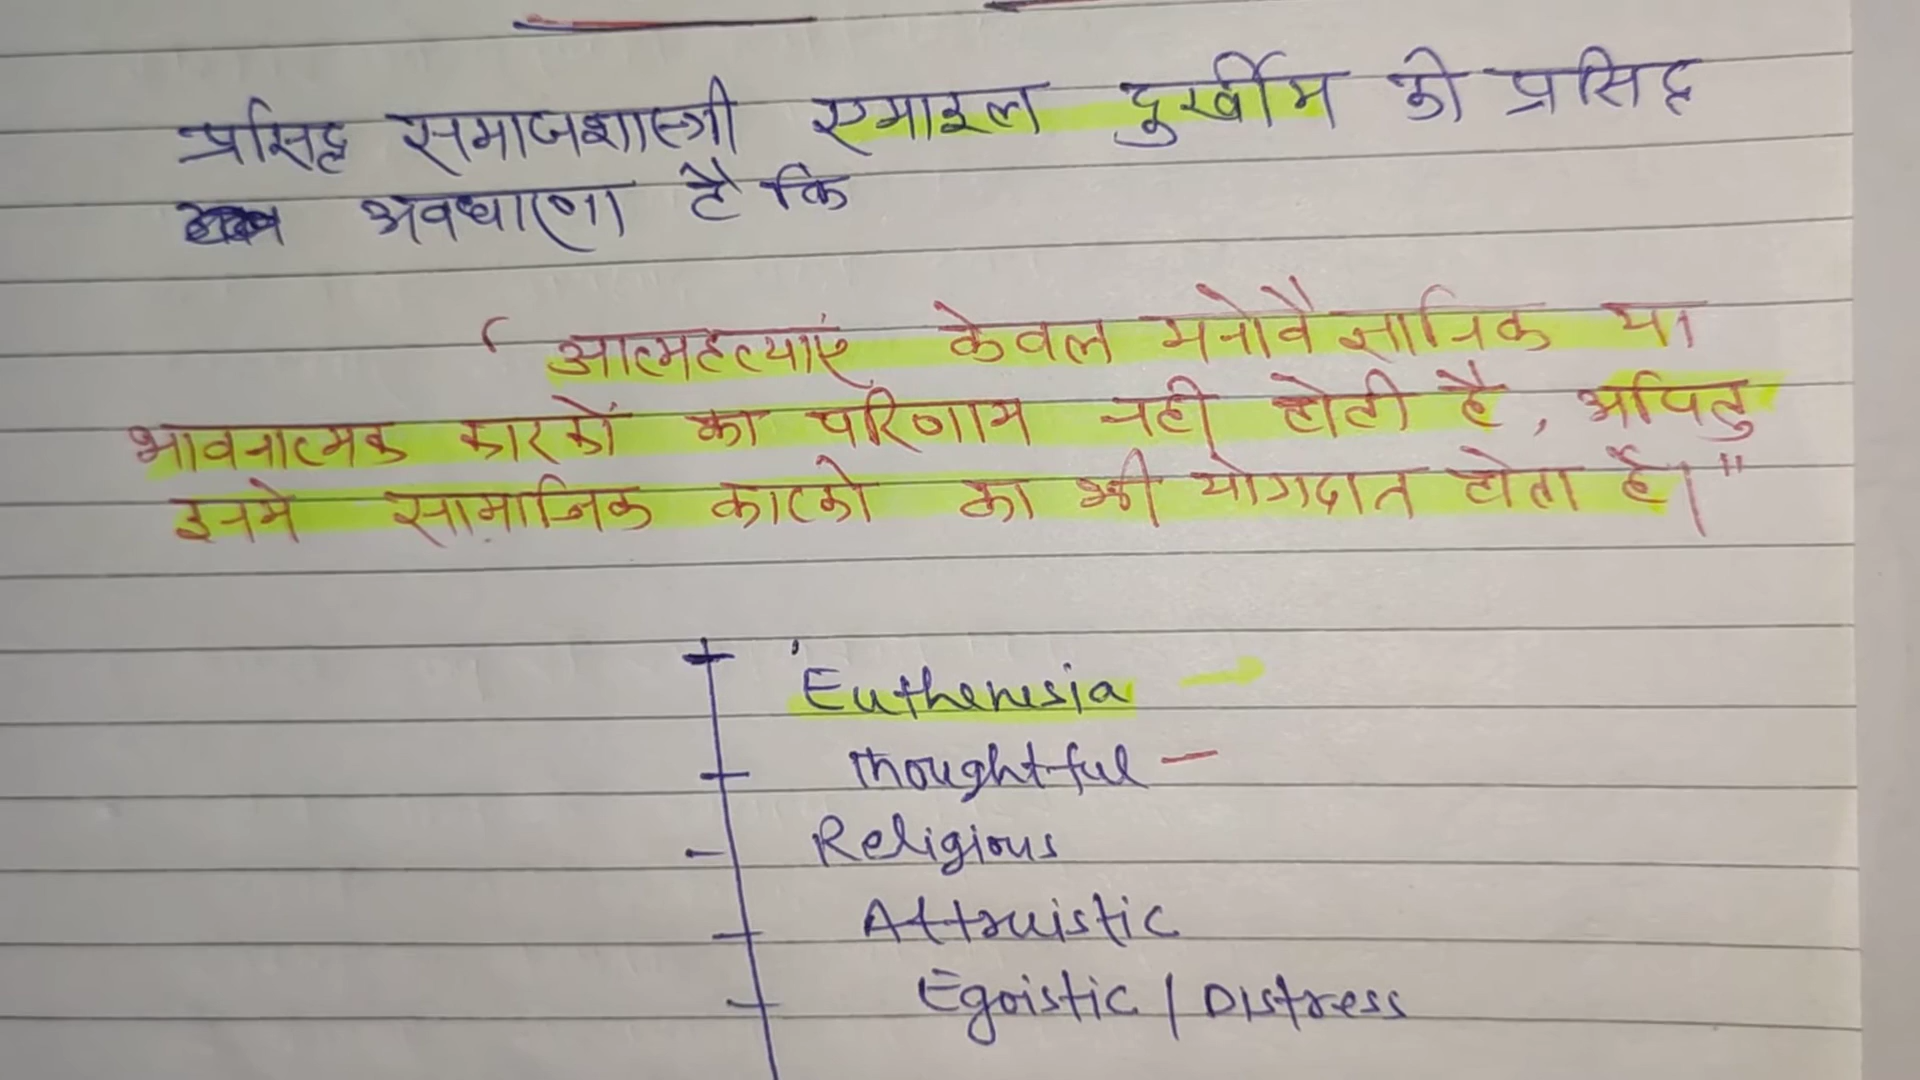 प्रसिद्ध समाजशास्त्री एमाइल दुर्खीम की प्रसिद्ध
अवधारणा है कि
"आत्महत्याएं केवल मनोवैज्ञानिक या
भावनात्मक कारकों का परिणाम नही होती है, अपितु
इनमे सामाजिक कारको का भी योगदान होता है।"
Euthenesia →
Thoughtful –
Religious
Attruistic
Egoistic / Distress